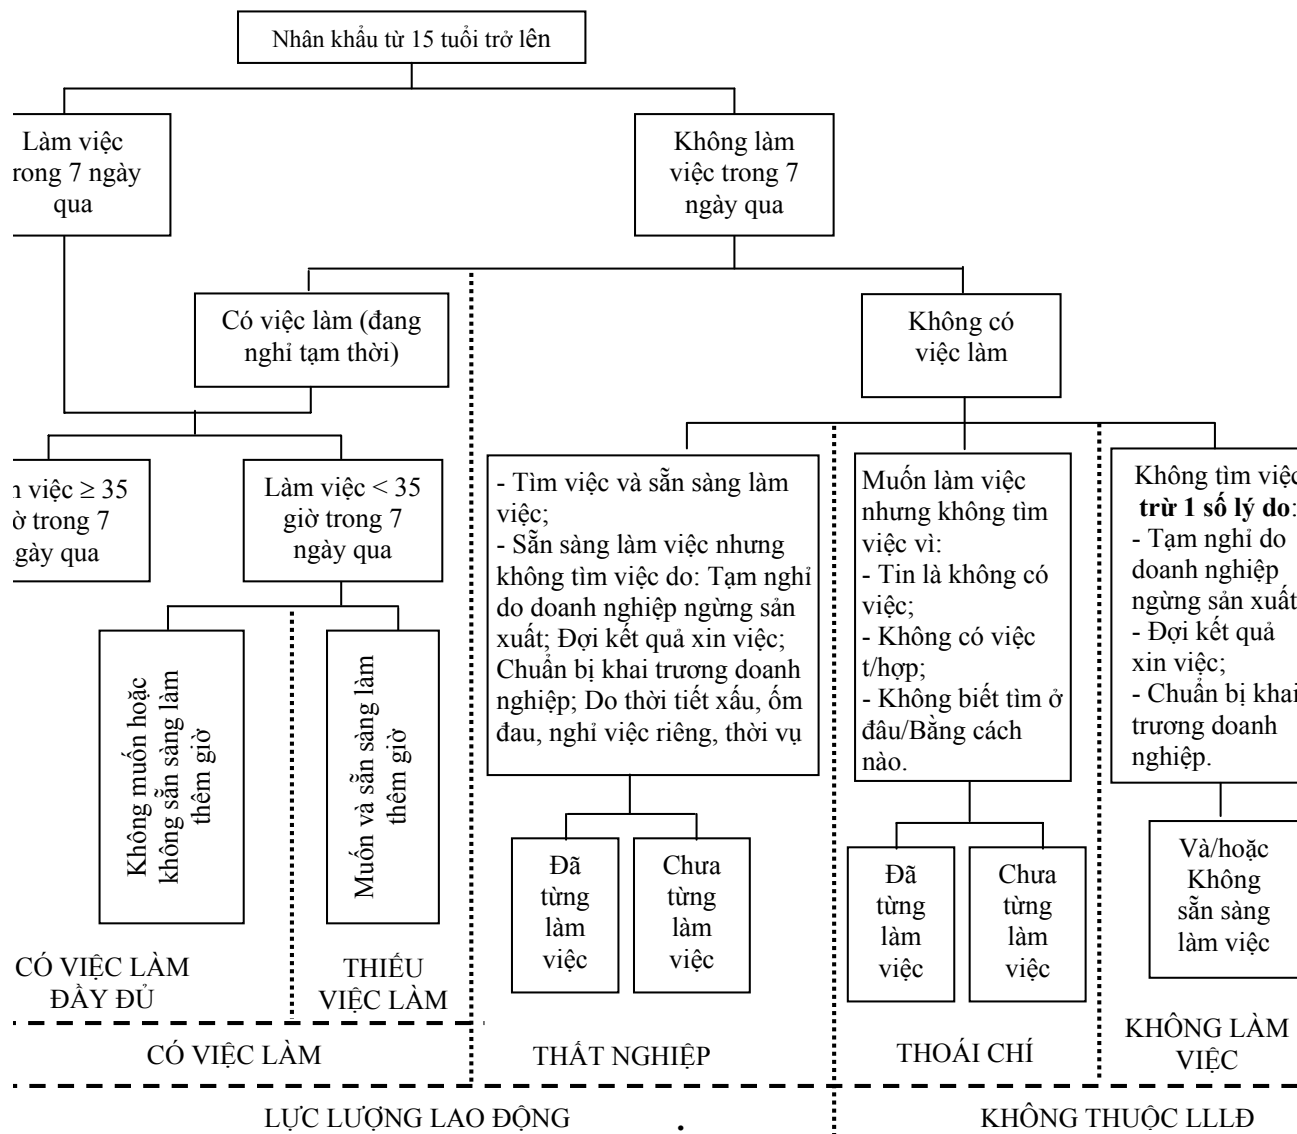 Nhân khẩu từ 15 tuổi trở lên
Làm việc
rong 7 ngày
qua
Không làm
việc trong 7
ngày qua
Có việc làm (đang
nghỉ tạm thời)
Không có
việc làm
việc ≥ 35
ờ trong 7
gày qua
Làm việc < 35
giờ trong 7
ngày qua
- Tìm việc và sẵn sàng làm
việc;
- Sẵn sàng làm việc nhưng
không tìm việc do: Tạm nghỉ
do doanh nghiệp ngừng sản
xuất; Đợi kết quả xin việc;
Chuẩn bị khai trương doanh
nghiệp; Do thời tiết xấu, ốm
đau, nghỉ việc riêng, thời vụ
Muốn làm việc
nhưng không tìm
việc vì:
- Tin là không có
việc;
- Không có việc
t/hợp;
- Không biết tìm ở
đâu/Bằng cách
nào.
Không tìm việc
trừ 1 số lý do:
- Tạm nghỉ do
doanh nghiệp
ngừng sản xuất
- Đợi kết quả
xin việc;
- Chuẩn bị khai
trương doanh
nghiệp.
Không muốn hoặc
không sẵn sàng làm
thêm giờ
Muốn và sẵn sàng làm
thêm giờ
Đã
từng
làm
việc
Chưa
từng
làm
việc
Đã
từng
làm
việc
Chưa
từng
làm
việc
Và/hoặc
Không
sẵn sàng
làm việc
CÓ VIỆC LÀM
ĐẦY ĐỦ
THIẾU
VIỆC LÀM
CÓ VIỆC LÀM
THẤT NGHIỆP
THOÁI CHÍ
KHÔNG LÀM
VIỆC
LỰC LƯỢNG LAO ĐỘNG
.
KHÔNG THUỘC LLLĐ